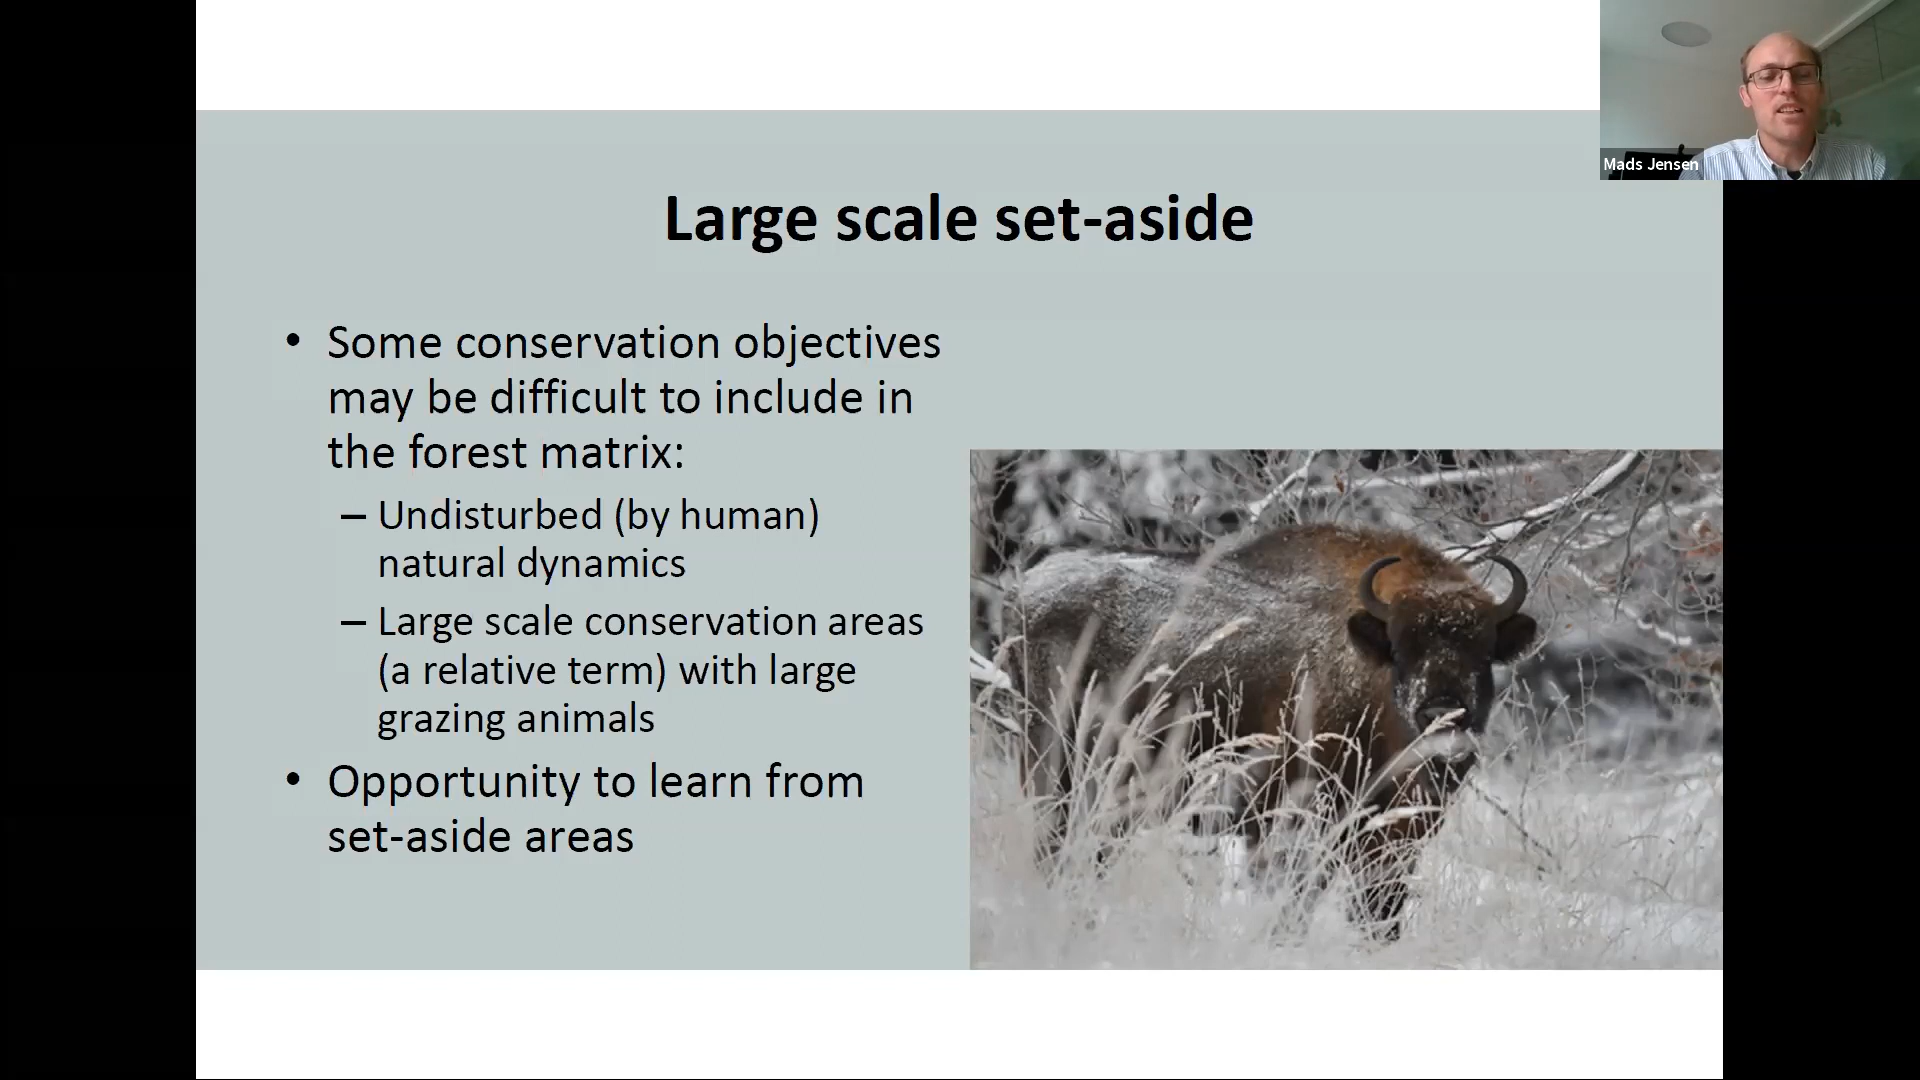 Mads Jensen
Large scale set-aside
• Some conservation objectives
may be difficult to include in
the forest matrix:
– Undisturbed (by human)
natural dynamics
– Large scale conservation areas
(a relative term) with large
grazing animals
• Opportunity to learn from
set-aside areas